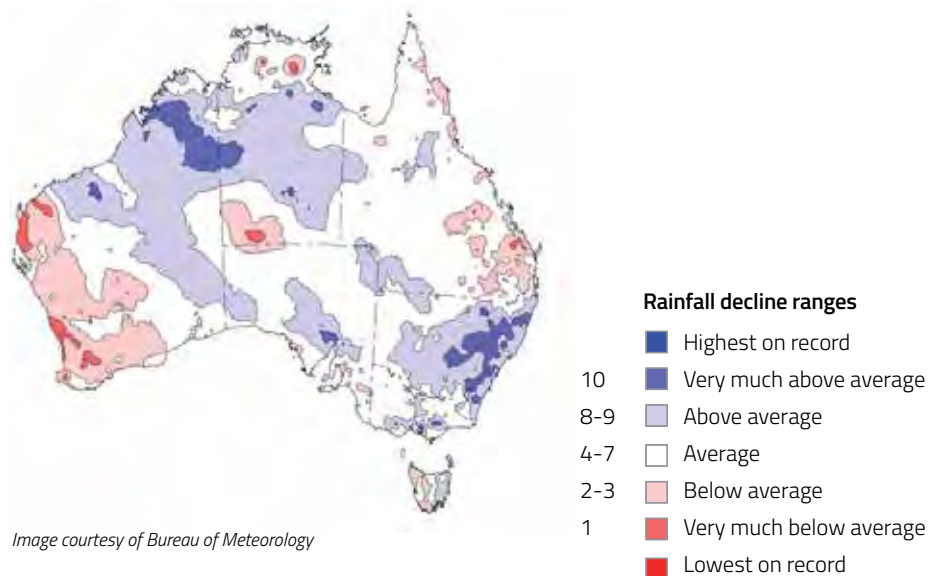 Rainfall decline ranges
Highest on record
10 Very much above average
8-9 Above average
4-7 Average
2-3 Below average
1 Very much below average
Lowest on record
Image courtesy of Bureau of Meteorology